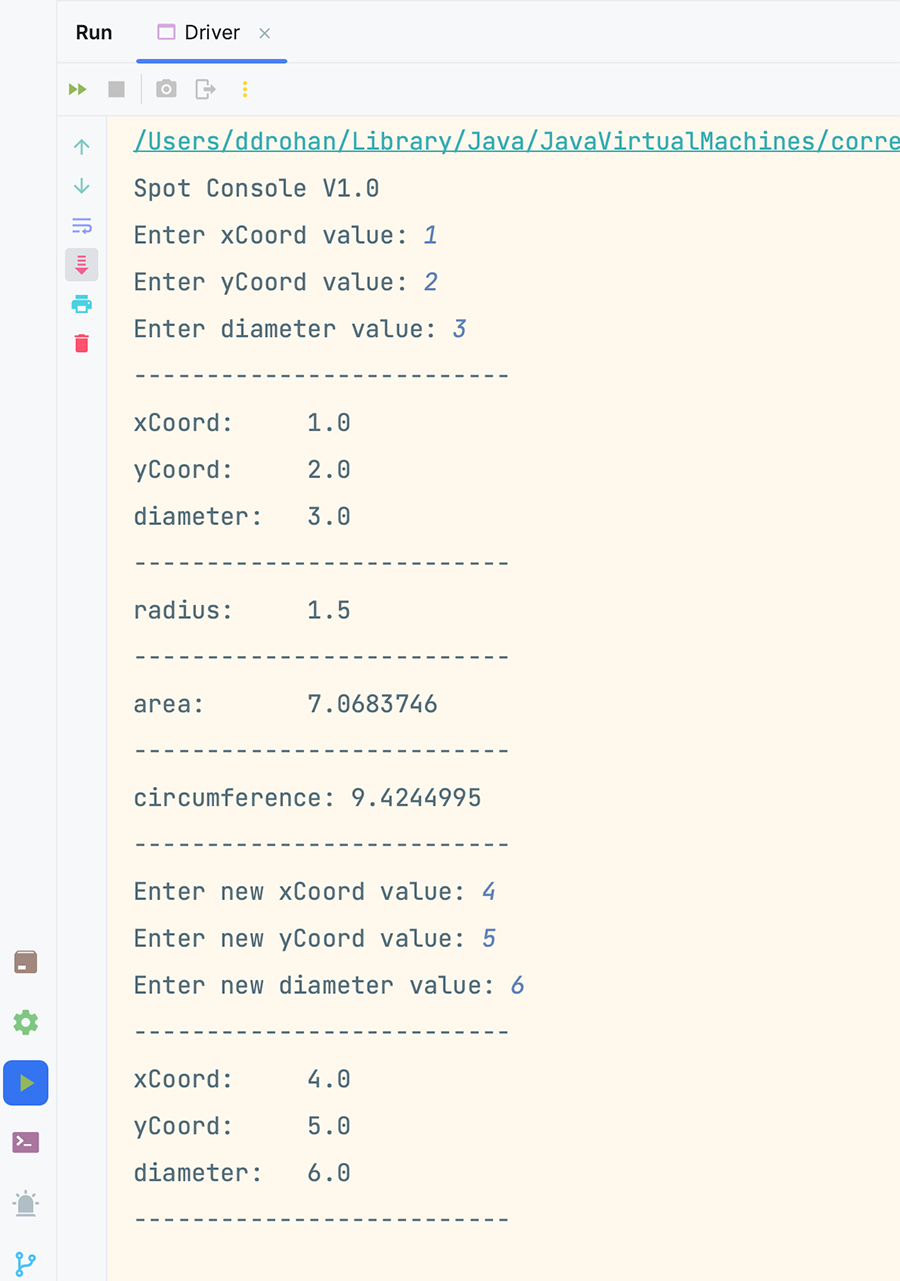 Run Driver
/Users/ddrohan/Library/Java/JavaVirtualMachines/corre
Spot Console V1.0
Enter xCoord value: 1
Enter yCoord value: 2
Enter diameter value: 3
--------------------------
xCoord:     1.0
yCoord:     2.0
diameter:   3.0
--------------------------
radius:     1.5
--------------------------
area:       7.0683746
--------------------------
circumference: 9.4244995
--------------------------
Enter new xCoord value: 4
Enter new yCoord value: 5
Enter new diameter value: 6
--------------------------
xCoord:     4.0
yCoord:     5.0
diameter:   6.0
--------------------------